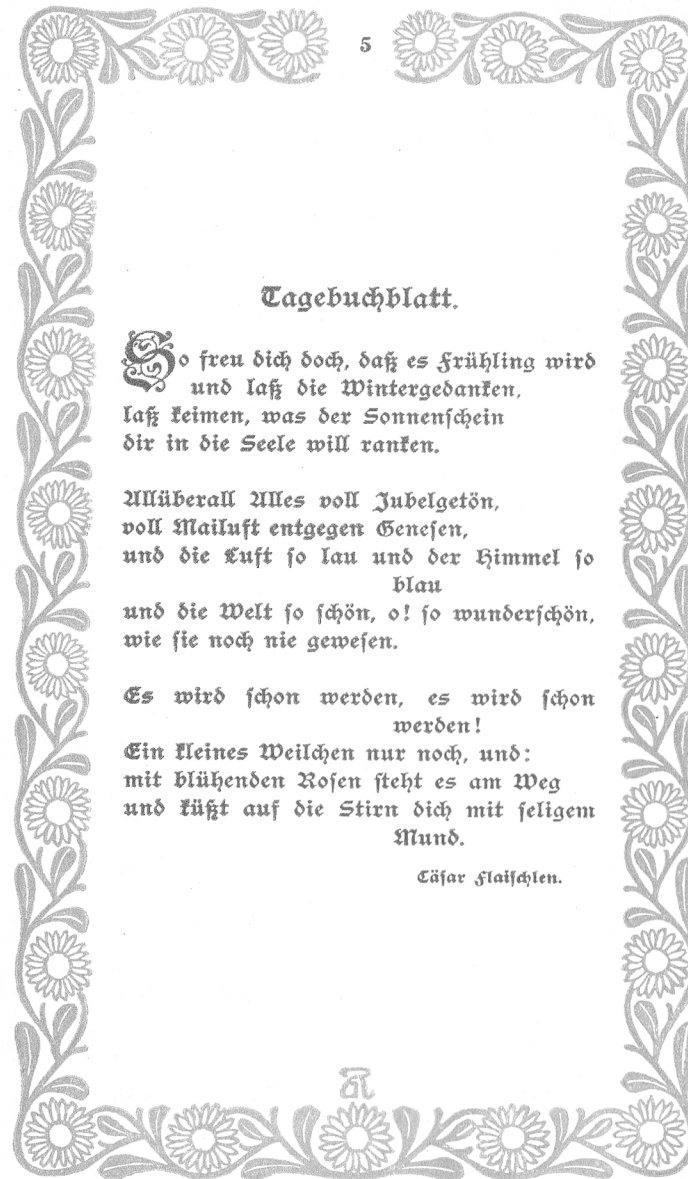 5
Tagebuchblatt.
So freu dich doch, daß es Frühling wird
und laß die Wintergedanken,
laß keimen, was der Sonnenschein
dir in die Seele will ranken.
Allüberall Alles voll Jubelgetön,
voll Mailuft entgegen Genesen,
und die Luft so lau und der Himmel so
blau
und die Welt so schön, o! so wunderschön,
wie sie noch nie gewesen.
Es wird schon werden, es wird schon
werden!
Ein kleines Weilchen nur noch, und:
mit blühenden Rosen steht es am Weg
und küßt auf die Stirn dich mit seligem
Mund.
Cäsar Flaischlen.